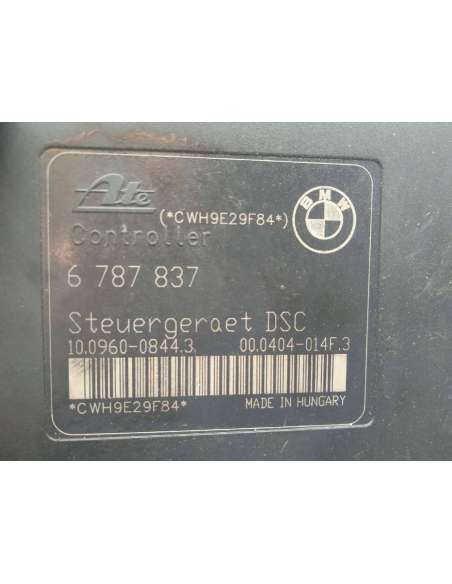 Ate
(*CWH9E29F84*)
BMW
Controller
6 787 837
Steuergeraet DSC
10.0960-0844.3 00.0404-014F.3
*CWH9E29F84* MADE IN HUNGARY